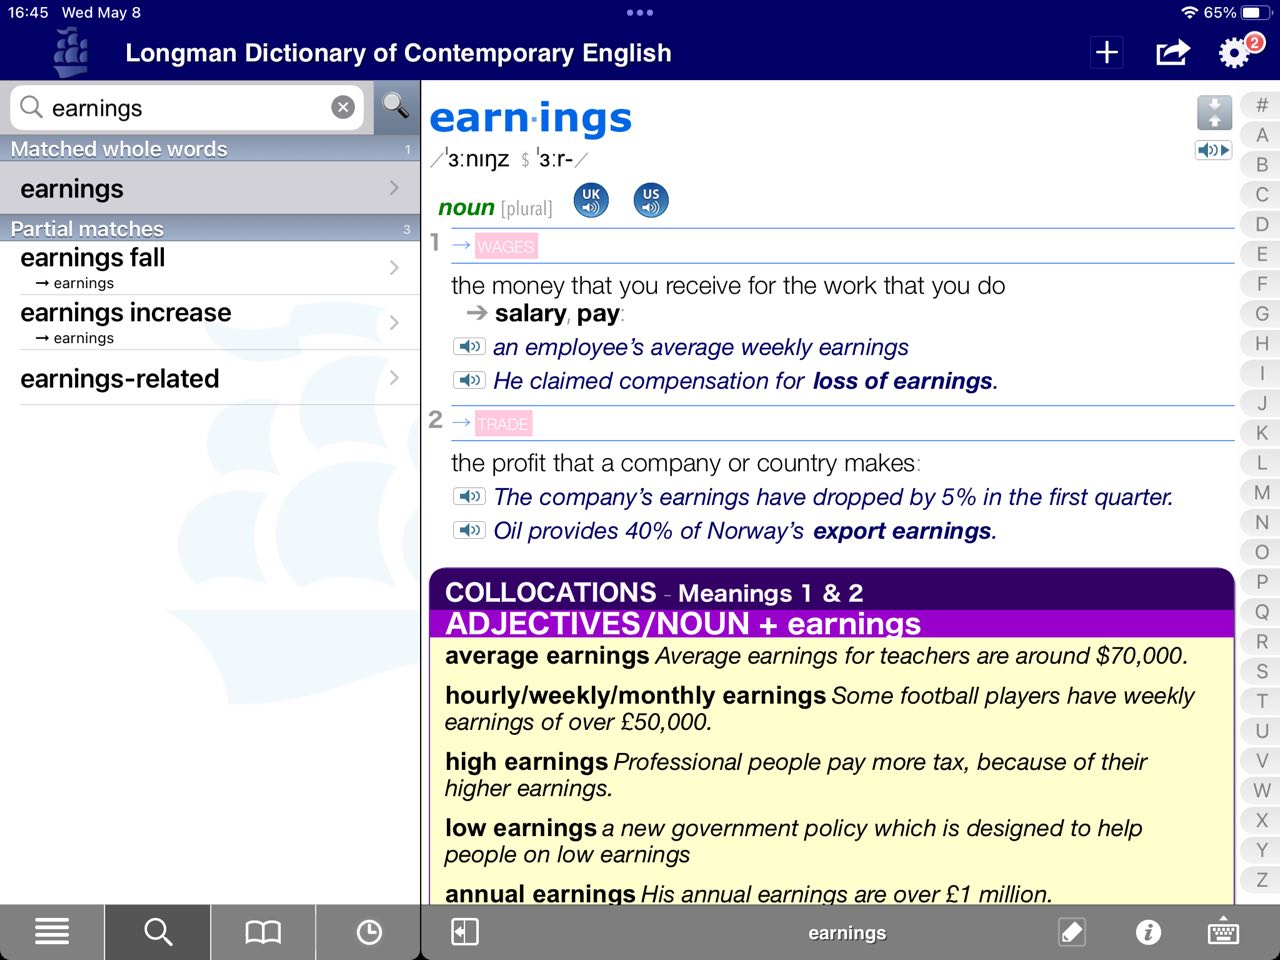 16:45 Wed May 8
65%
Longman Dictionary of Contemporary English
2
earnings
Matched whole words 1
earnings
Partial matches 3
earnings fall
→ earnings
earnings increase
→ earnings
earnings-related
earn·ings
/ˈɜːnɪŋz $ ˈɜːr-/
noun [plural] UK US
1 → WAGES
the money that you receive for the work that you do
→ salary, pay:
an employee's average weekly earnings
He claimed compensation for loss of earnings.
2 → TRADE
the profit that a company or country makes:
The company's earnings have dropped by 5% in the first quarter.
Oil provides 40% of Norway's export earnings.
COLLOCATIONS - Meanings 1 & 2
ADJECTIVES/NOUN + earnings
average earnings Average earnings for teachers are around $70,000.
hourly/weekly/monthly earnings Some football players have weekly
earnings of over £50,000.
high earnings Professional people pay more tax, because of their
higher earnings.
low earnings a new government policy which is designed to help
people on low earnings
annual earnings His annual earnings are over £1 million.
#
A
B
C
D
E
F
G
H
I
J
K
L
M
N
O
P
Q
R
S
T
U
V
W
X
Y
Z
earnings